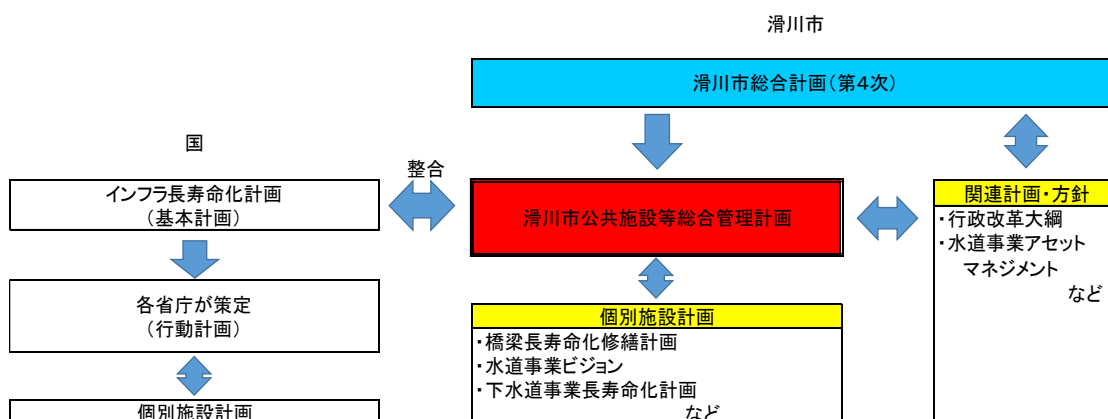 滑川市
滑川市総合計画(第4次)
国
整合
インフラ長寿命化計画
(基本計画)
滑川市公共施設等総合管理計画
関連計画・方針
・行政改革大綱
・水道事業アセット
マネジメント
など
各省庁が策定
(行動計画)
個別施設計画
・橋梁長寿命化修繕計画
・水道事業ビジョン
・下水道事業長寿命化計画
など
個別施設計画